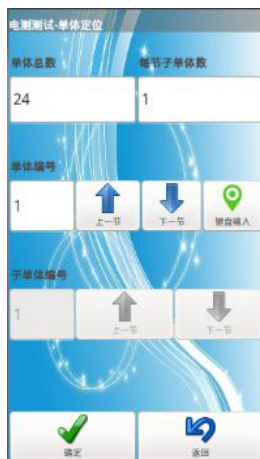 电测测试-单体定位
单体总数 每节子单体数
24 1
单体编号
1 上一节 下一节 键盘输入
子单体编号
1 上一节 下一节
确定 返回